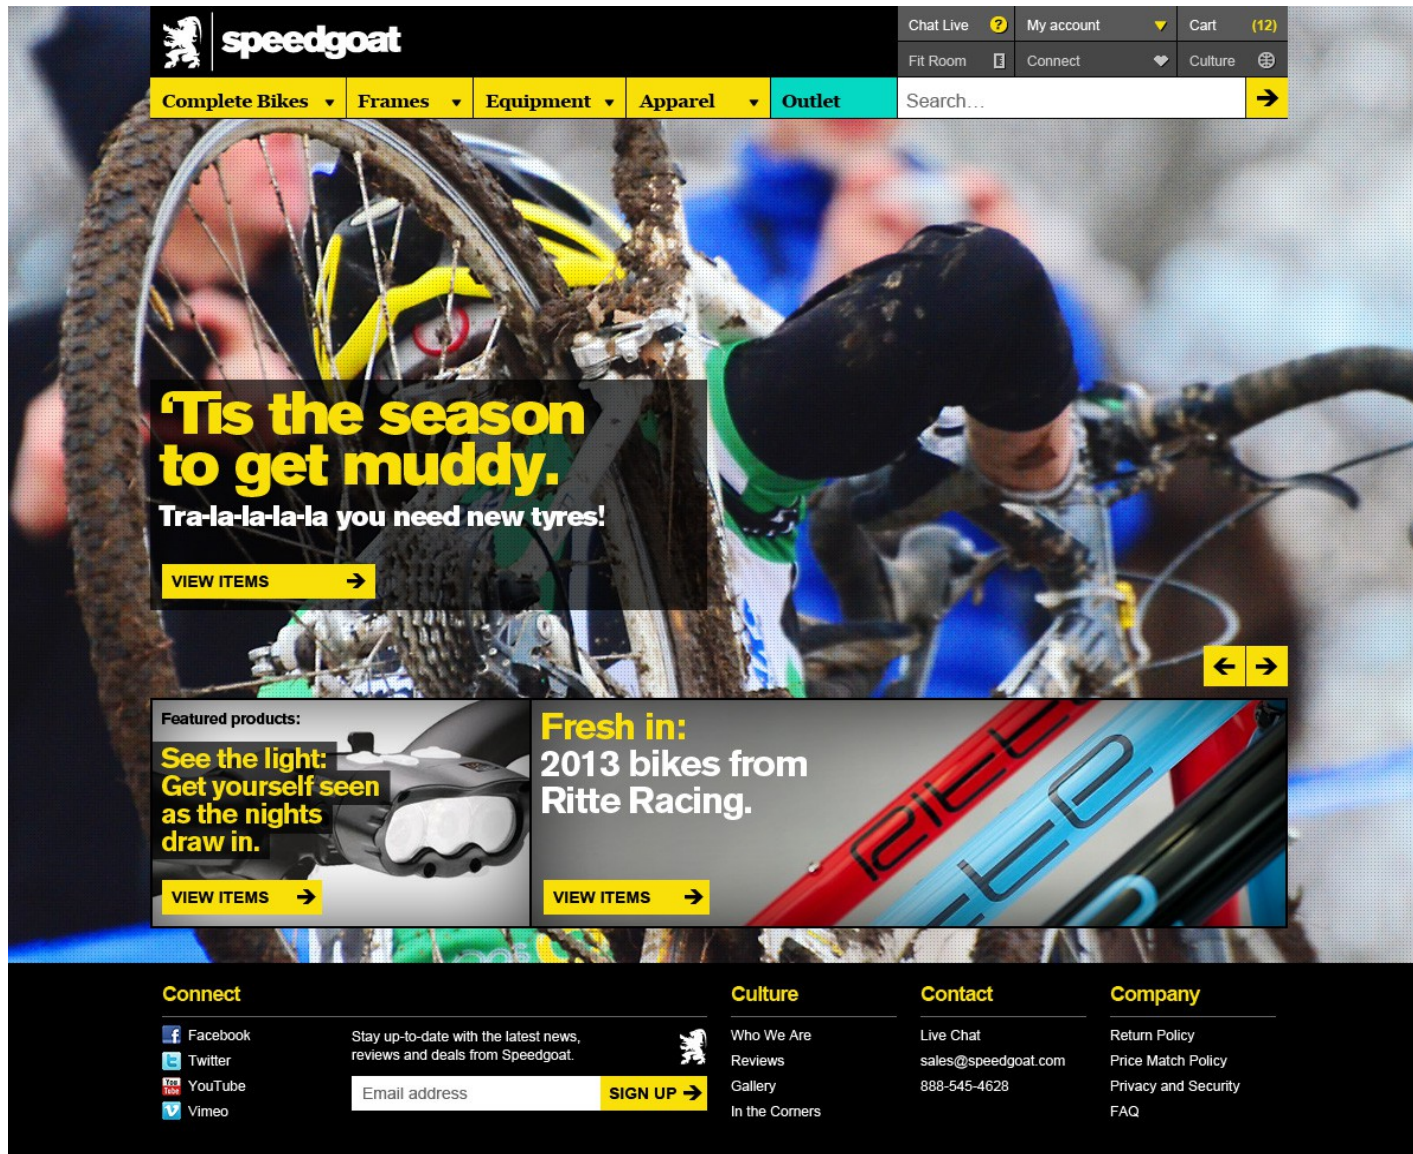 speedgoat
Chat Live ?
My account
Cart (12)
Fit Room
Connect
Culture
Complete Bikes
Frames
Equipment
Apparel
Outlet
Search...
‘Tis the season
to get muddy.
Tra-la-la-la-la you need new tyres!
VIEW ITEMS
Featured products:
See the light:
Get yourself seen
as the nights
draw in.
VIEW ITEMS
Fresh in:
2013 bikes from
Ritte Racing.
VIEW ITEMS
Connect
Facebook
Twitter
YouTube
Vimeo
Stay up-to-date with the latest news,
reviews and deals from Speedgoat.
Email address
SIGN UP
Culture
Who We Are
Reviews
Gallery
In the Corners
Contact
Live Chat
sales@speedgoat.com
888-545-4628
Company
Return Policy
Price Match Policy
Privacy and Security
FAQ